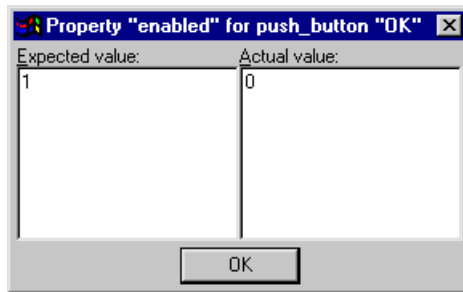 Property "enabled" for push_button "OK"
Expected value: Actual value:
1 0
OK